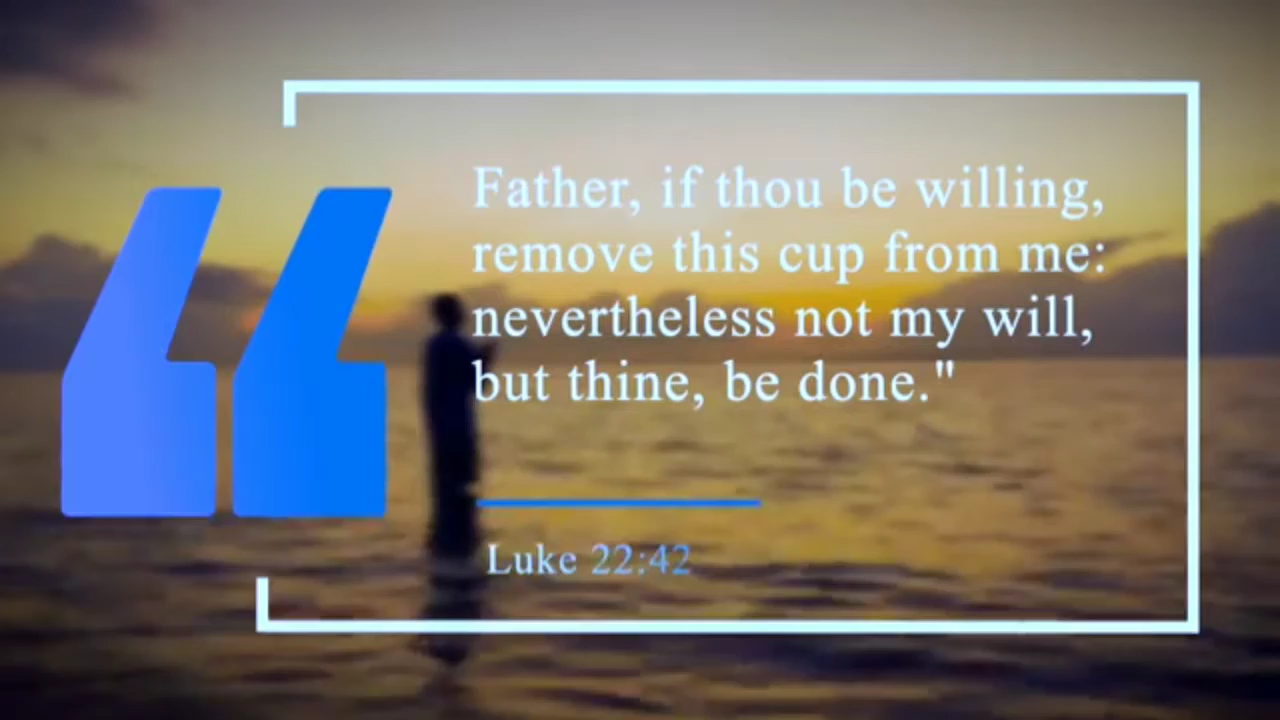 Father, if thou be willing,
remove this cup from me:
nevertheless not my will,
but thine, be done."
Luke 22:42